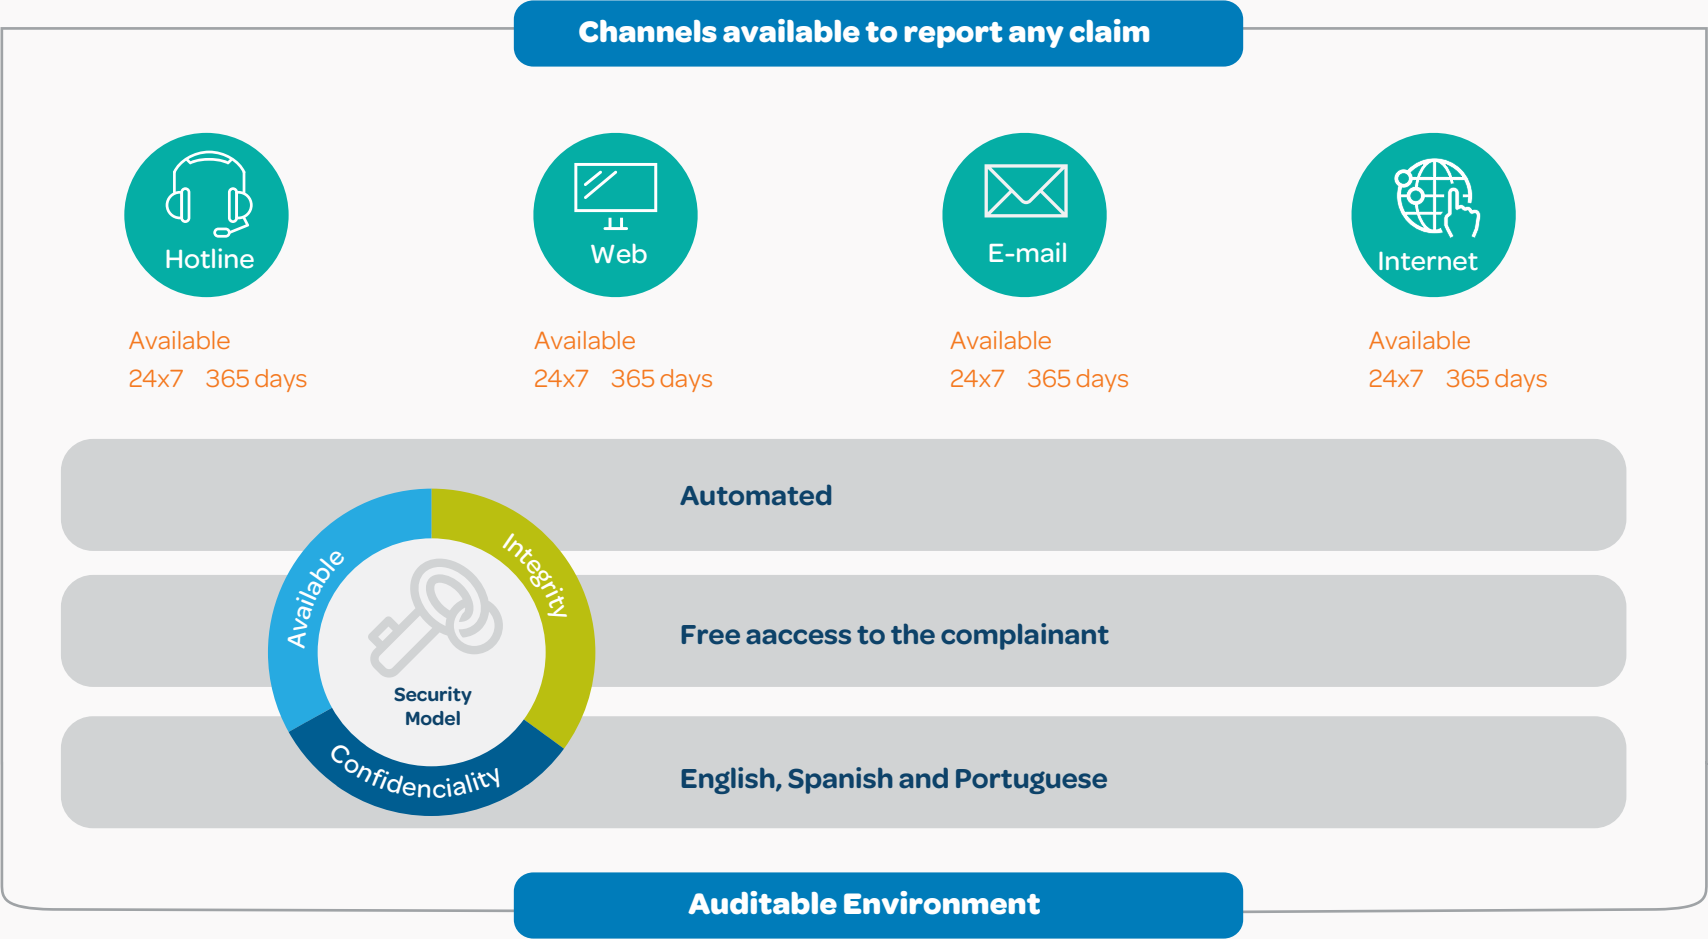 Channels available to report any claim
Hotline
Web
E-mail
Internet
Available
24x7 365 days
Available
24x7 365 days
Available
24x7 365 days
Available
24x7 365 days
Automated
Free aaccess to the complainant
English, Spanish and Portuguese
Available
Integrity
Confidenciality
Security
Model
Auditable Environment